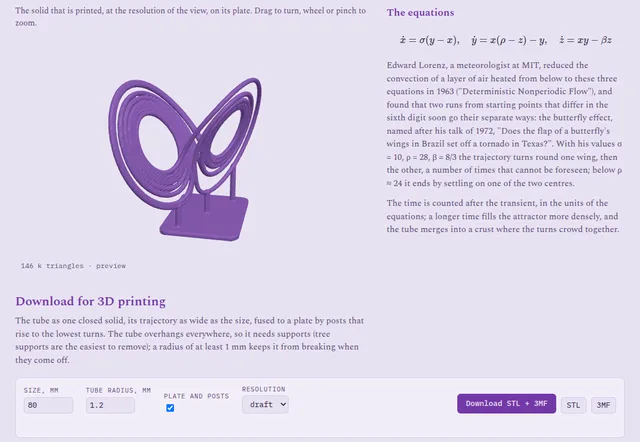 The solid that is printed, at the resolution of the view, on its plate. Drag to turn, wheel or pinch to
zoom.
146 k triangles · preview
The equations
ẋ = σ(y − x),   ẏ = x(ρ − z) − y,   ż = xy − βz
Edward Lorenz, a meteorologist at MIT, reduced the
convection of a layer of air heated from below to these three
equations in 1963 ("Deterministic Nonperiodic Flow"), and
found that two runs from starting points that differ in the
sixth digit soon go their separate ways: the butterfly effect,
named after his talk of 1972, "Does the flap of a butterfly's
wings in Brazil set off a tornado in Texas?". With his values σ
= 10, ρ = 28, β = 8/3 the trajectory turns round one wing, then
the other, a number of times that cannot be foreseen; below ρ
≈ 24 it ends by settling on one of the two centres.
The time is counted after the transient, in the units of the
equations; a longer time fills the attractor more densely, and
the tube merges into a crust where the turns crowd together.
Download for 3D printing
The tube as one closed solid, its trajectory as wide as the size, fused to a plate by posts that
rise to the lowest turns. The tube overhangs everywhere, so it needs supports (tree
supports are the easiest to remove); a radius of at least 1 mm keeps it from breaking when
they come off.
SIZE, MM
80
TUBE RADIUS, MM
1.2
PLATE AND POSTS
RESOLUTION
draft
Download STL + 3MF
STL
3MF